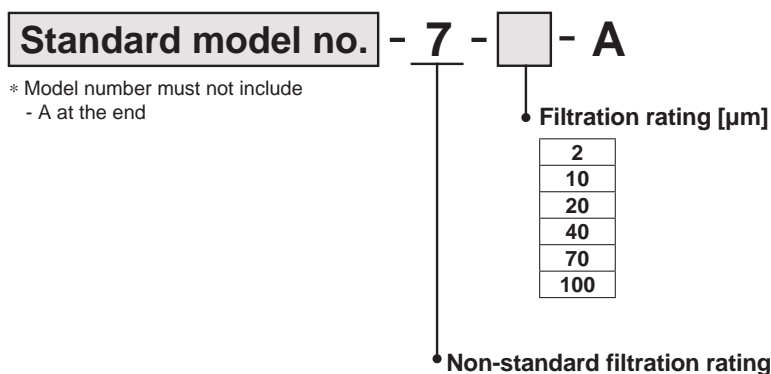 Standard model no. - 7 - - A
* Model number must not include
- A at the end
Filtration rating [µm]
2
10
20
40
70
100
Non-standard filtration rating